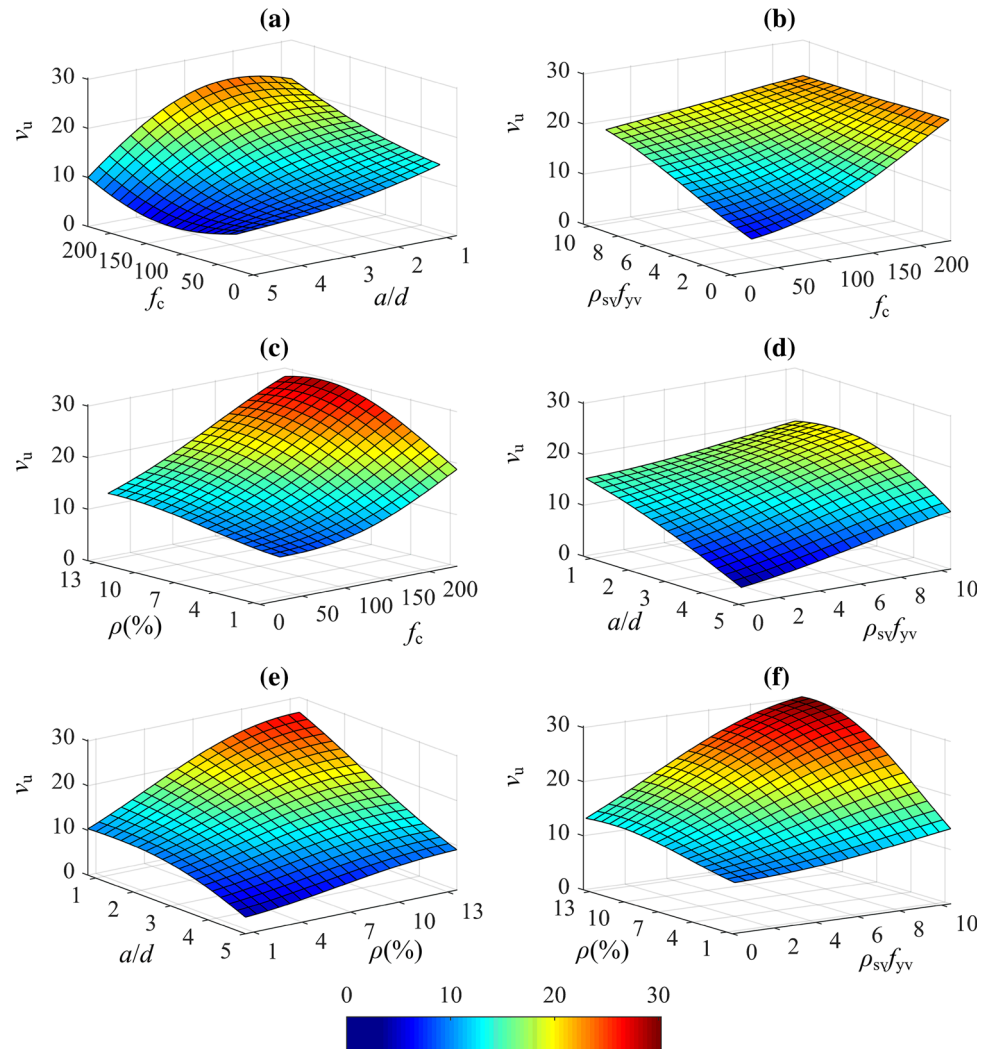 (a) (b)
30 30
v_u 20 v_u 20
10 10
0 0
200 150 100 50 0 5 4 3 2 1 10 8 6 4 2 0 0 50 100 150 200
f_c a/d ρ_sv f_yv f_c
(c) (d)
30 30
v_u 20 v_u 20
10 10
0 0
13 10 7 4 1 0 50 100 150 200 1 2 3 4 5 0 2 4 6 8 10
ρ(%) f_c a/d ρ_sv f_yv
(e) (f)
30 30
v_u 20 v_u 20
10 10
0 0
1 2 3 4 5 1 4 7 10 13 13 10 7 4 1 0 2 4 6 8 10
a/d ρ(%) ρ(%) ρ_sv f_yv
0 10 20 30